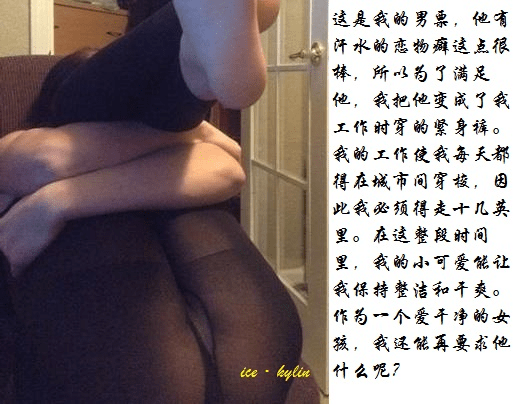 这是我的男票，他有
汗水的恋物癖这点很
棒，所以为了满足
他，我把他变成了我
工作时穿的紧身裤。
我的工作使我每天都
得在城市间穿梭，因
此我必须得走十几英
里。在这整段时间
里，我的小可爱能让
我保持整洁和干爽。
作为一个爱干净的女
孩，我还能再要求他
什么呢？
ice - kylin